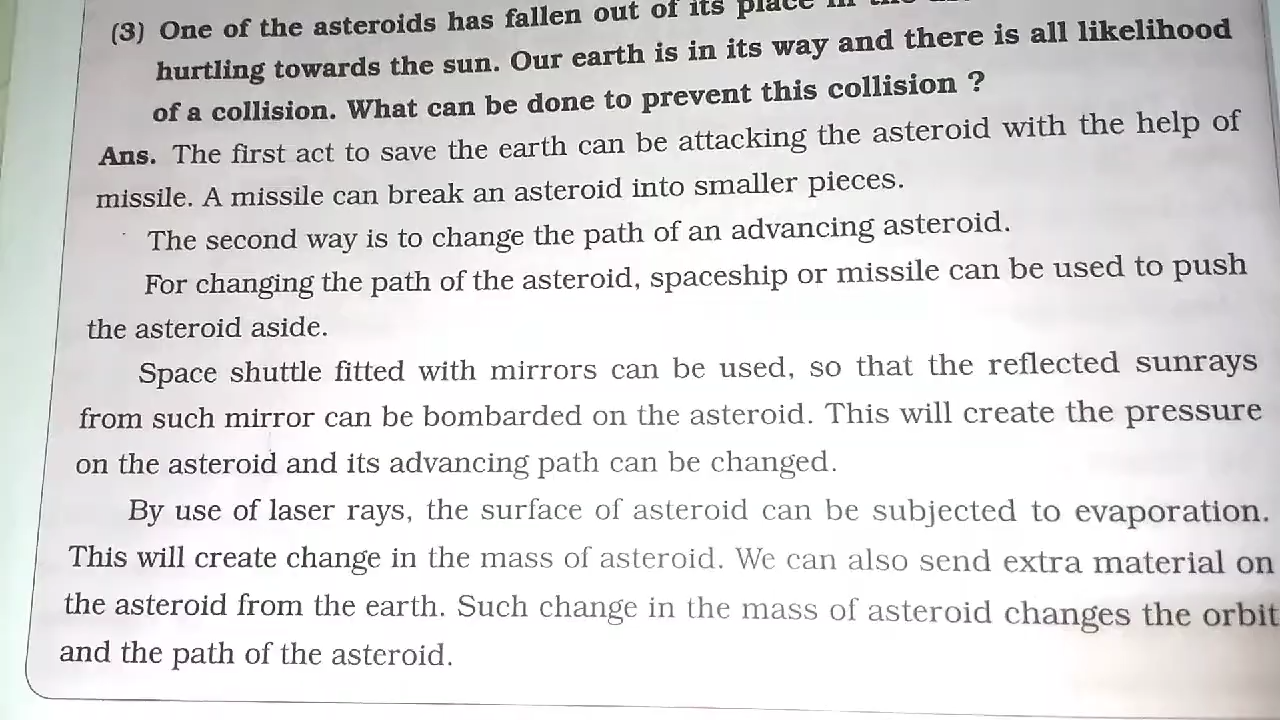 (3) One of the asteroids has fallen out of its place in the
hurtling towards the sun. Our earth is in its way and there is all likelihood
of a collision. What can be done to prevent this collision ?
Ans. The first act to save the earth can be attacking the asteroid with the help of
missile. A missile can break an asteroid into smaller pieces.
The second way is to change the path of an advancing asteroid.
For changing the path of the asteroid, spaceship or missile can be used to push
the asteroid aside.
Space shuttle fitted with mirrors can be used, so that the reflected sunrays
from such mirror can be bombarded on the asteroid. This will create the pressure
on the asteroid and its advancing path can be changed.
By use of laser rays, the surface of asteroid can be subjected to evaporation.
This will create change in the mass of asteroid. We can also send extra material on
the asteroid from the earth. Such change in the mass of asteroid changes the orbit
and the path of the asteroid.